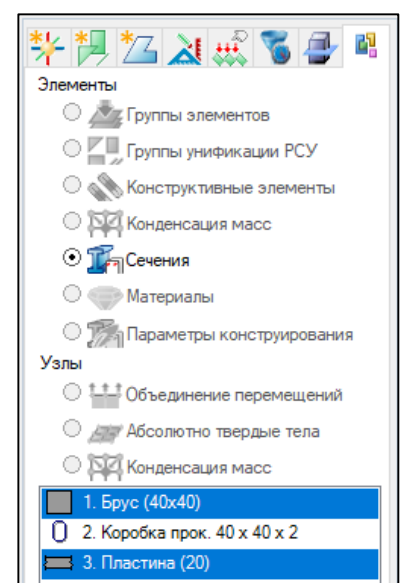 Элементы
Группы элементов
Группы унификации РСУ
Конструктивные элементы
Конденсация масс
Сечения
Материалы
Параметры конструирования
Узлы
Объединение перемещений
Абсолютно твердые тела
Конденсация масс
1. Брус (40x40)
2. Коробка прок. 40 x 40 x 2
3. Пластина (20)